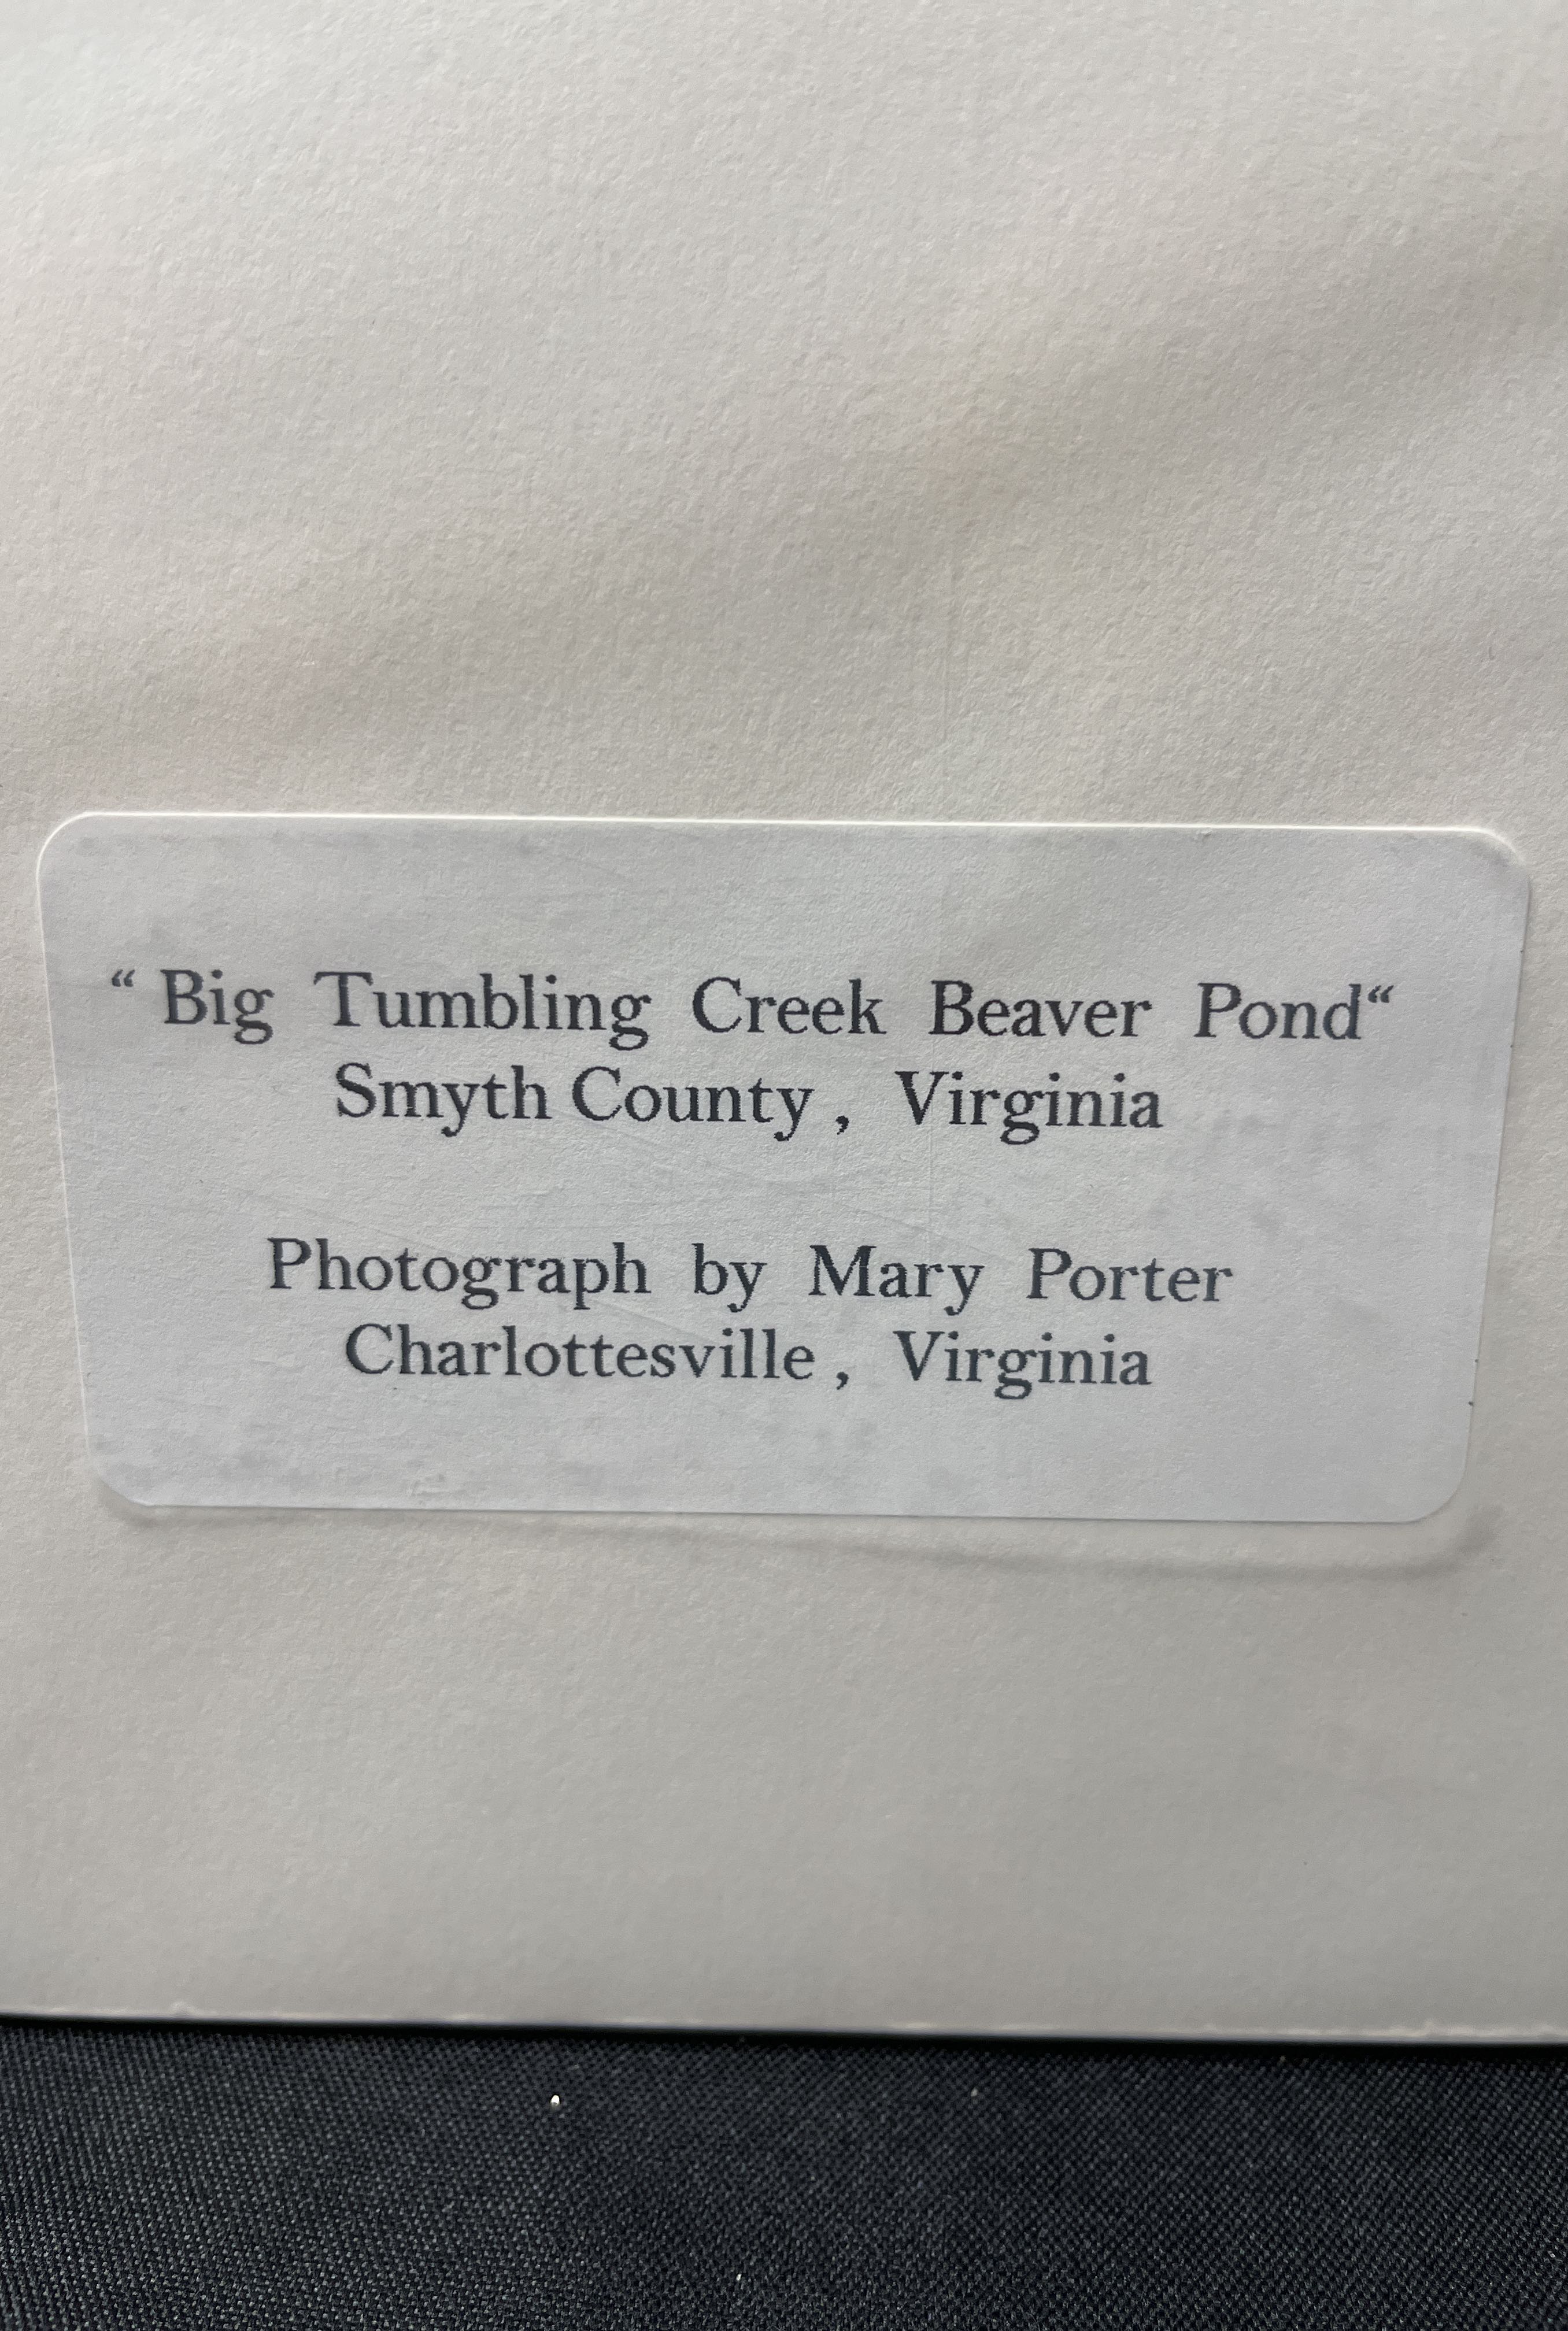 “ Big Tumbling Creek Beaver Pond“
Smyth County , Virginia
Photograph by Mary Porter
Charlottesville , Virginia